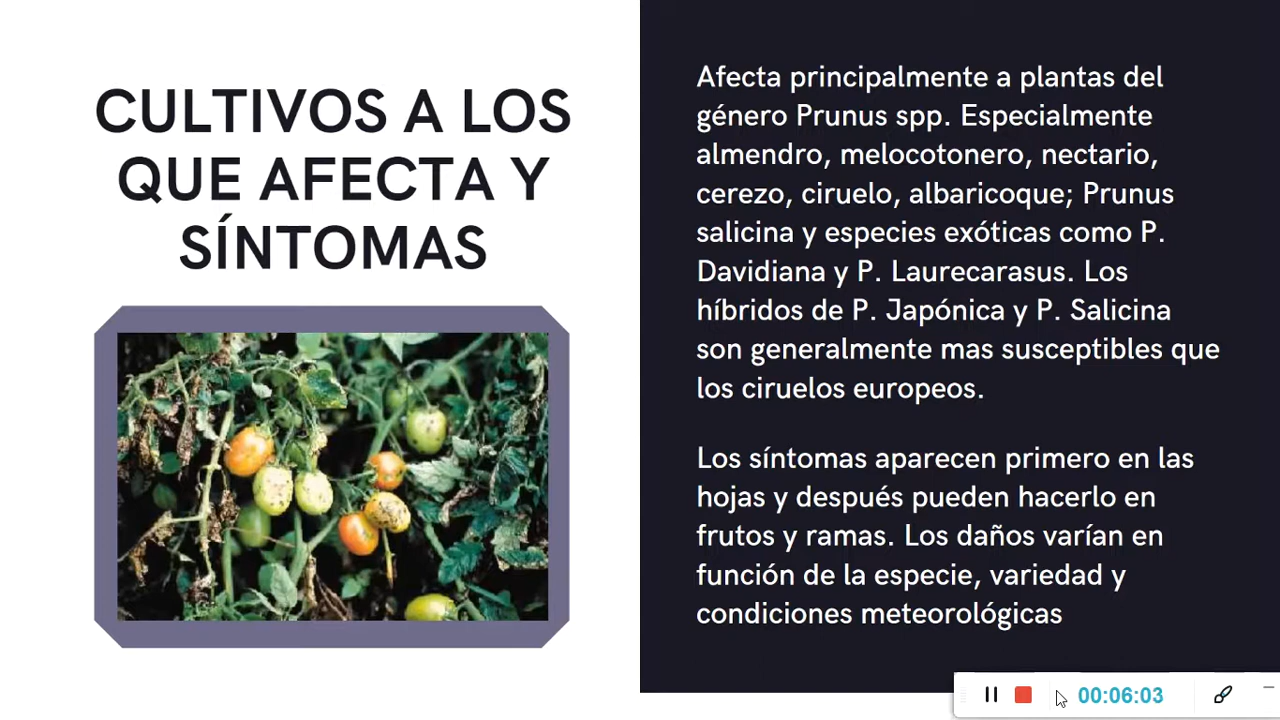 CULTIVOS A LOS
QUE AFECTA Y
SÍNTOMAS
Afecta principalmente a plantas del
género Prunus spp. Especialmente
almendro, melocotonero, nectario,
cerezo, ciruelo, albaricoque; Prunus
salicina y especies exóticas como P.
Davidiana y P. Laurecarasus. Los
híbridos de P. Japónica y P. Salicina
son generalmente mas susceptibles que
los ciruelos europeos.
Los síntomas aparecen primero en las
hojas y después pueden hacerlo en
frutos y ramas. Los daños varían en
función de la especie, variedad y
condiciones meteorológicas
00:06:03